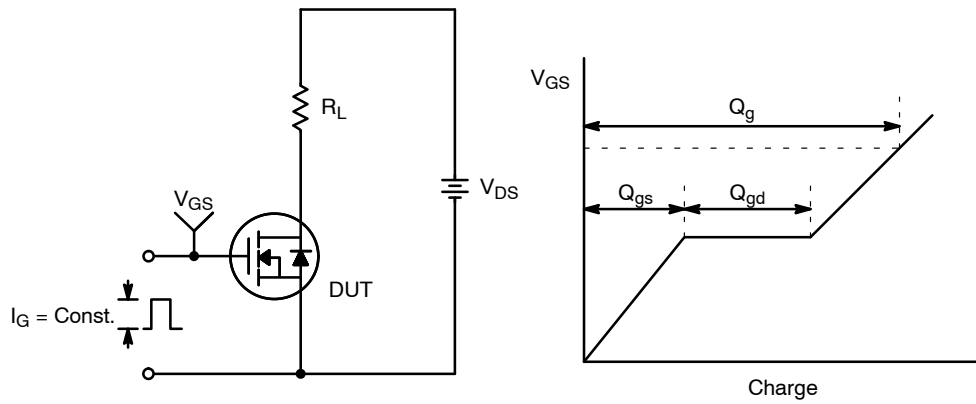 R_L
V_GS
V_DS
DUT
I_G = Const.
V_GS
Q_g
Q_gs
Q_gd
Charge